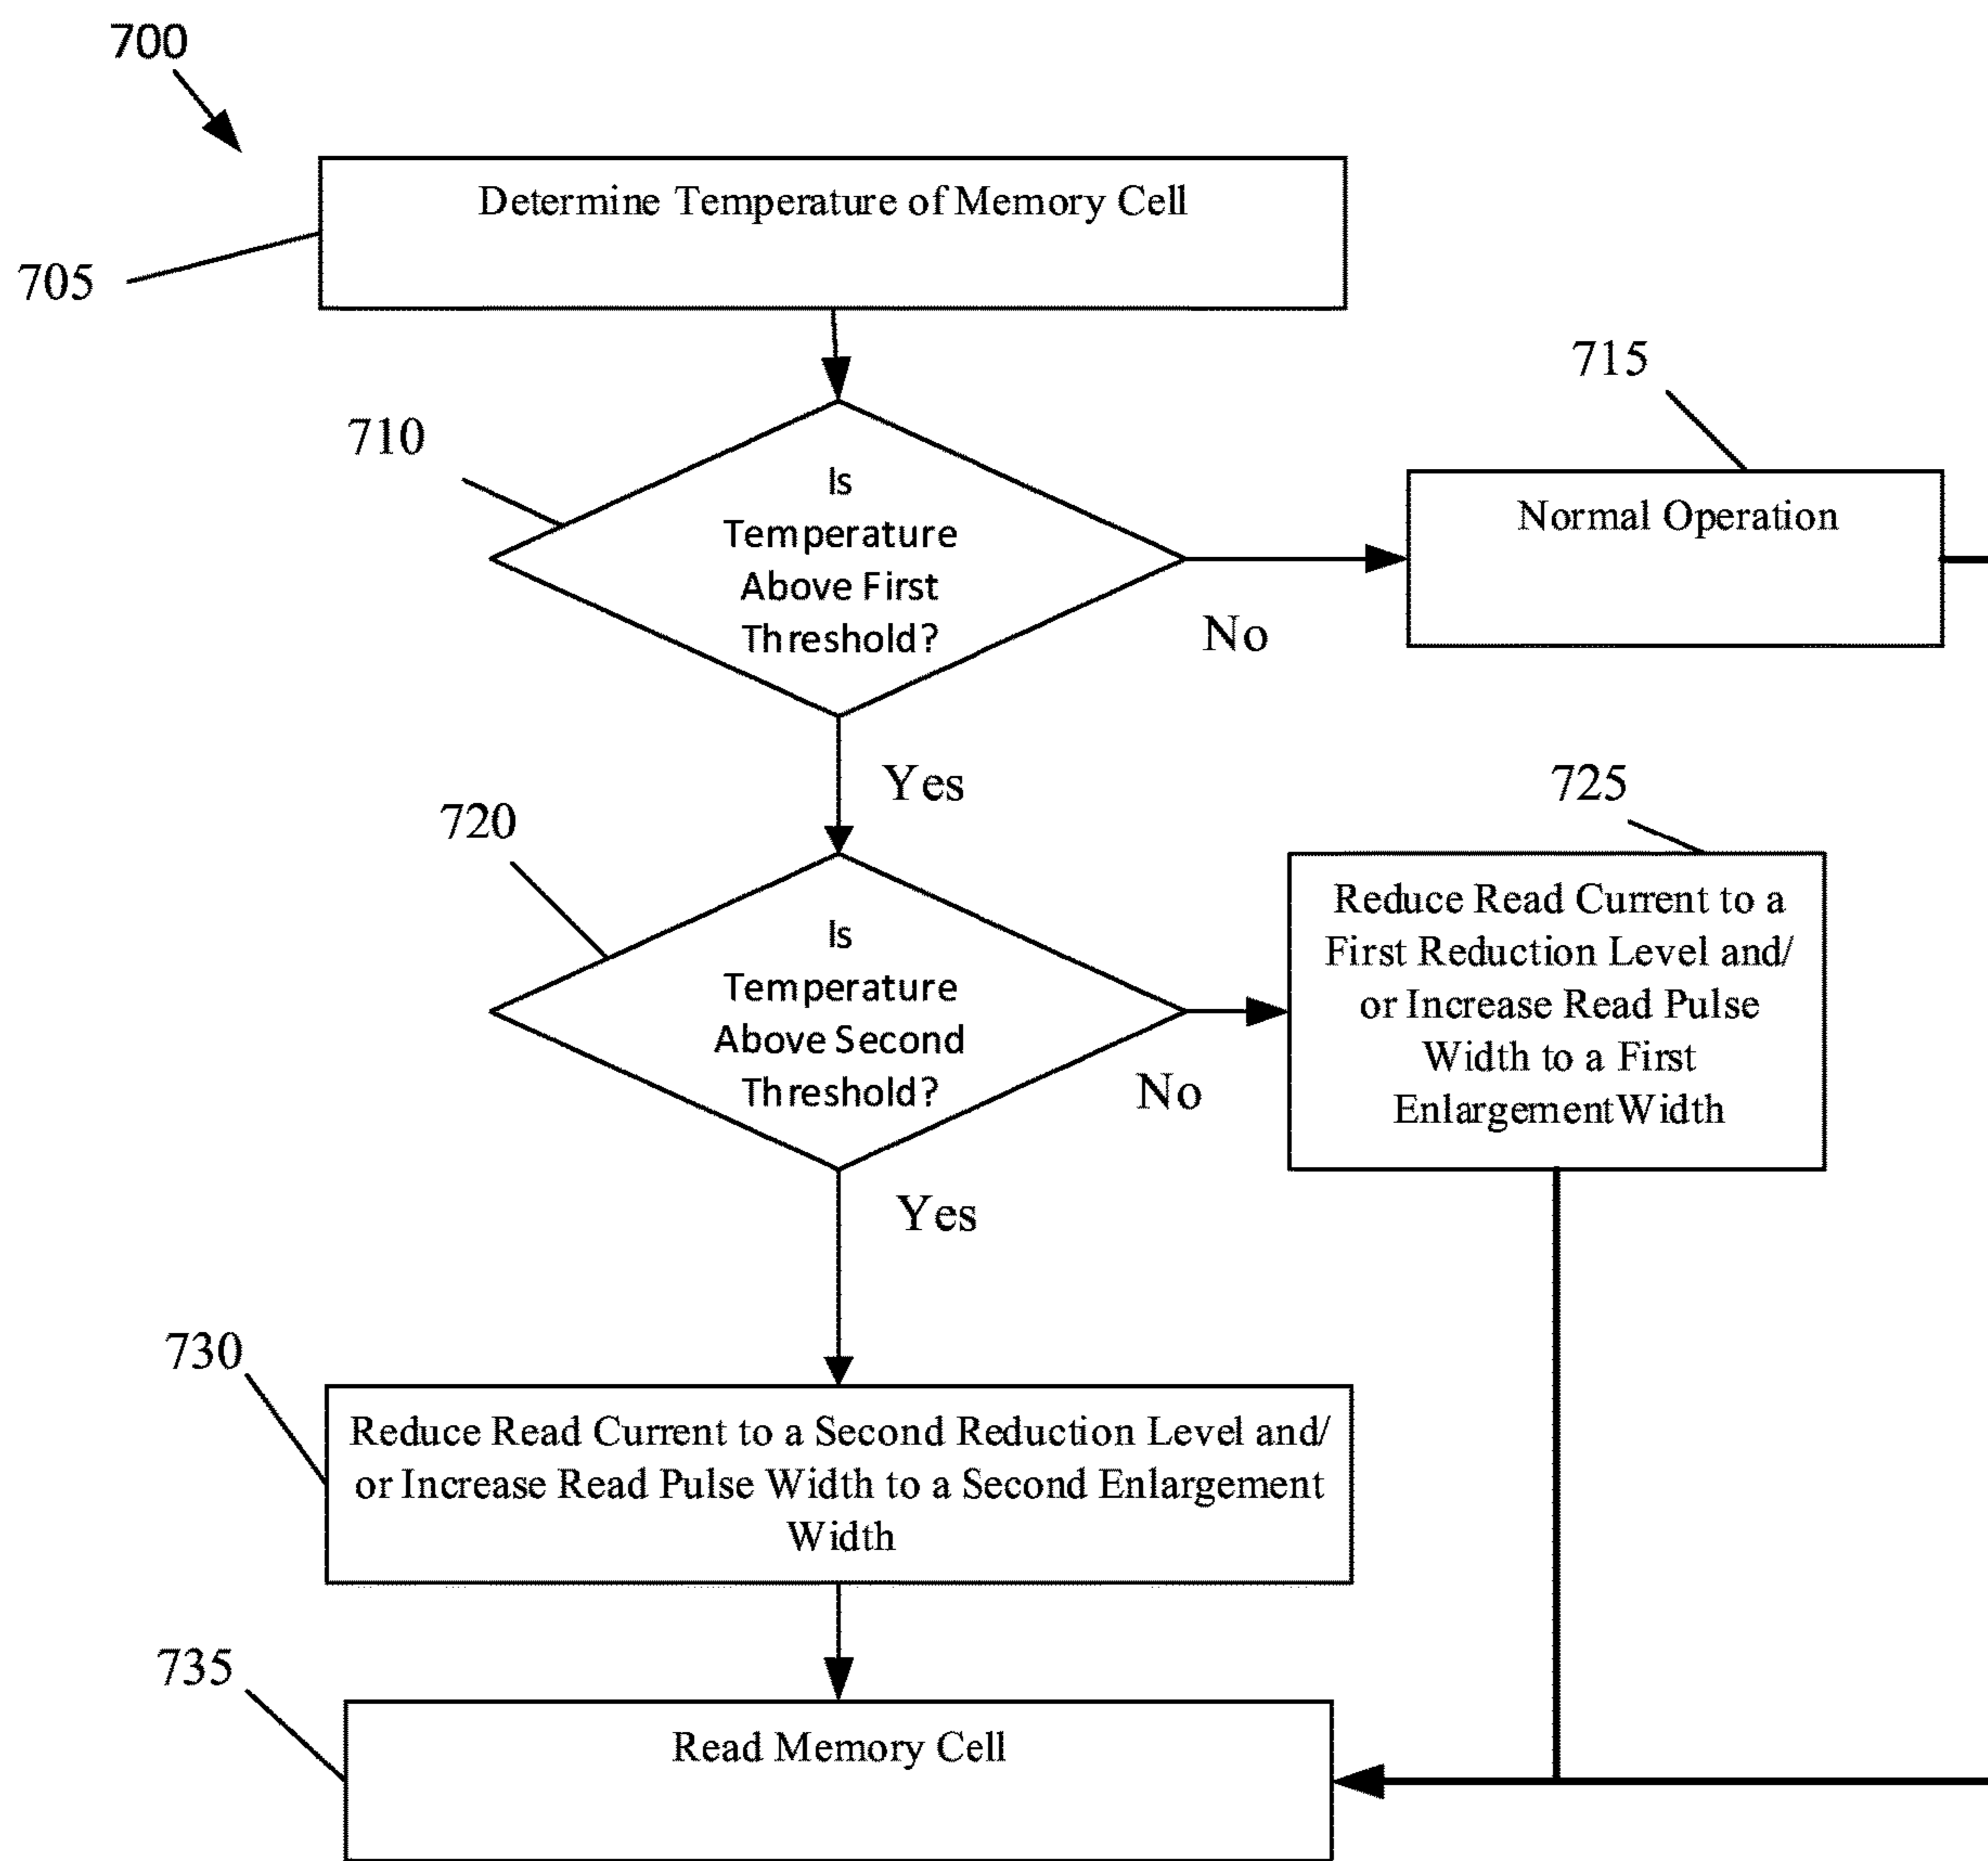 700
Determine Temperature of Memory Cell
705
715
710
Is
Temperature
Above First
Threshold?
Normal Operation
No
Yes
725
720
Is
Temperature
Above Second
Threshold?
Reduce Read Current to a
First Reduction Level and/
or Increase Read Pulse
Width to a First
EnlargementWidth
No
Yes
730
Reduce Read Current to a Second Reduction Level and/
or Increase Read Pulse Width to a Second Enlargement
Width
735
Read Memory Cell